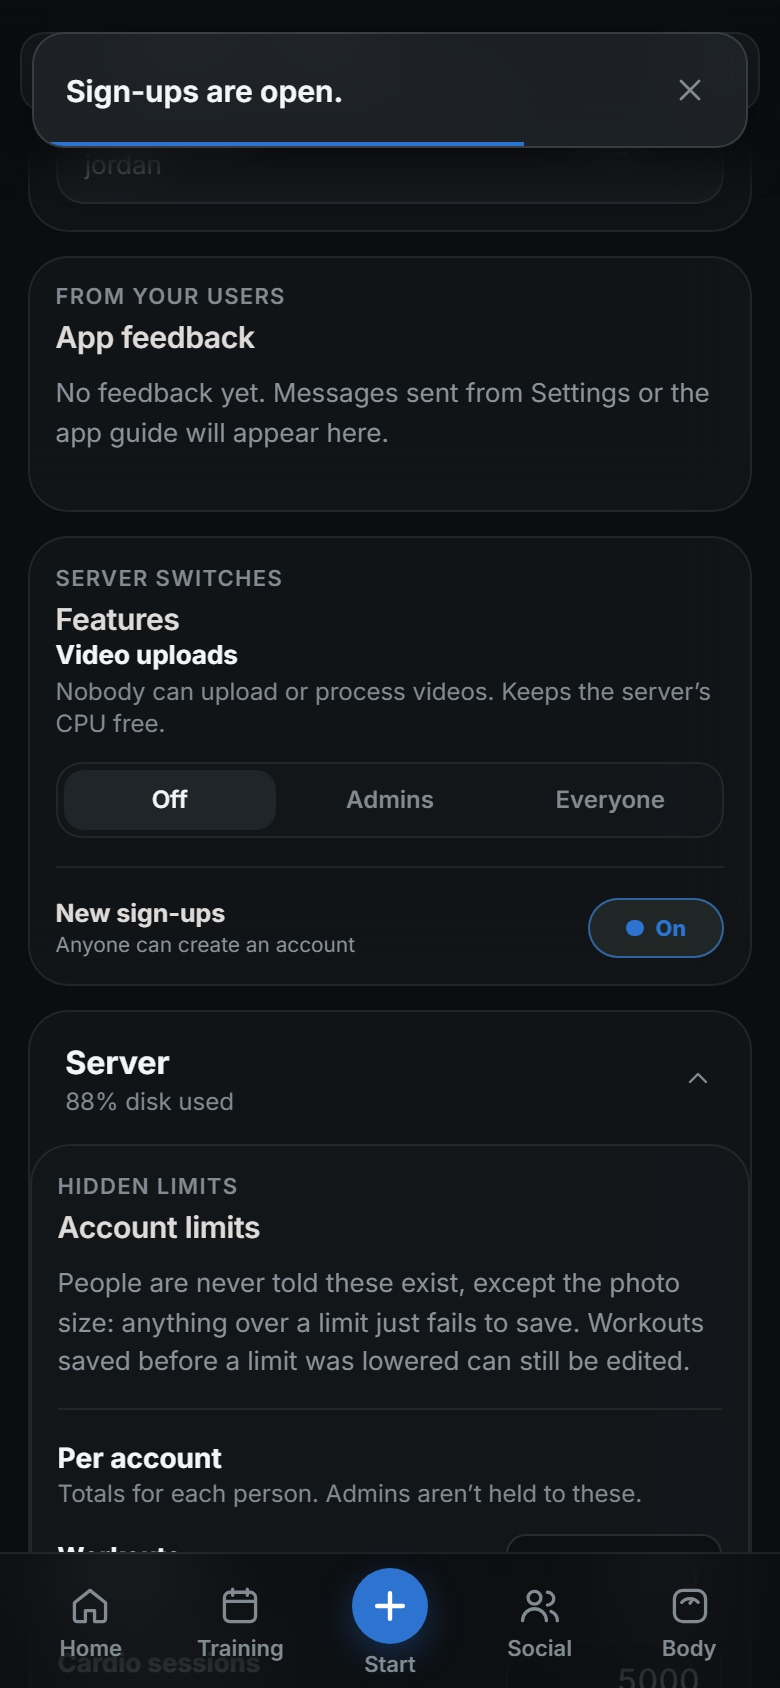 Sign-ups are open.
jordan
FROM YOUR USERS
App feedback
No feedback yet. Messages sent from Settings or the
app guide will appear here.
SERVER SWITCHES
Features
Video uploads
Nobody can upload or process videos. Keeps the server’s
CPU free.
Off
Admins
Everyone
New sign-ups
Anyone can create an account
On
Server
88% disk used
HIDDEN LIMITS
Account limits
People are never told these exist, except the photo
size: anything over a limit just fails to save. Workouts
saved before a limit was lowered can still be edited.
Per account
Totals for each person. Admins aren’t held to these.
Workouts
Cardio sessions
5000
Home
Training
Start
Social
Body